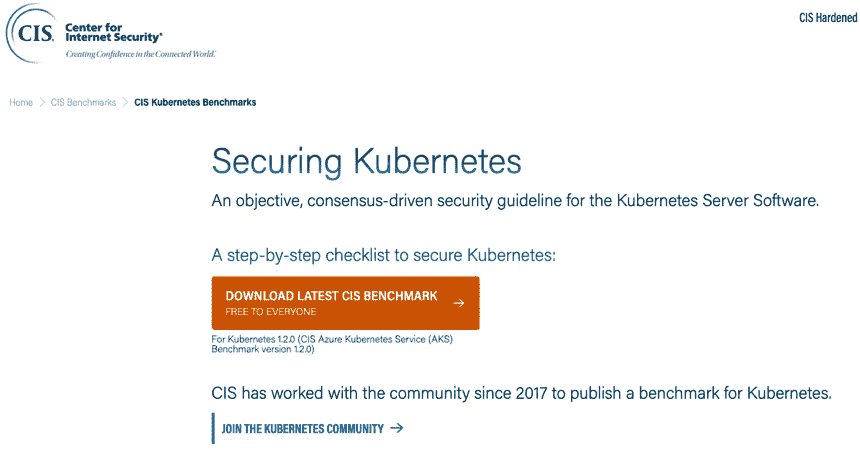 CIS Hardened
CIS.
Center for
Internet Security®
Creating Confidence in the Connected World.
Home > CIS Benchmarks > CIS Kubernetes Benchmarks
Securing Kubernetes
An objective, consensus-driven security guideline for the Kubernetes Server Software.
A step-by-step checklist to secure Kubernetes:
DOWNLOAD LATEST CIS BENCHMARK →
FREE TO EVERYONE
For Kubernetes 1.2.0 (CIS Azure Kubernetes Service (AKS)
Benchmark version 1.2.0)
CIS has worked with the community since 2017 to publish a benchmark for Kubernetes.
JOIN THE KUBERNETES COMMUNITY →